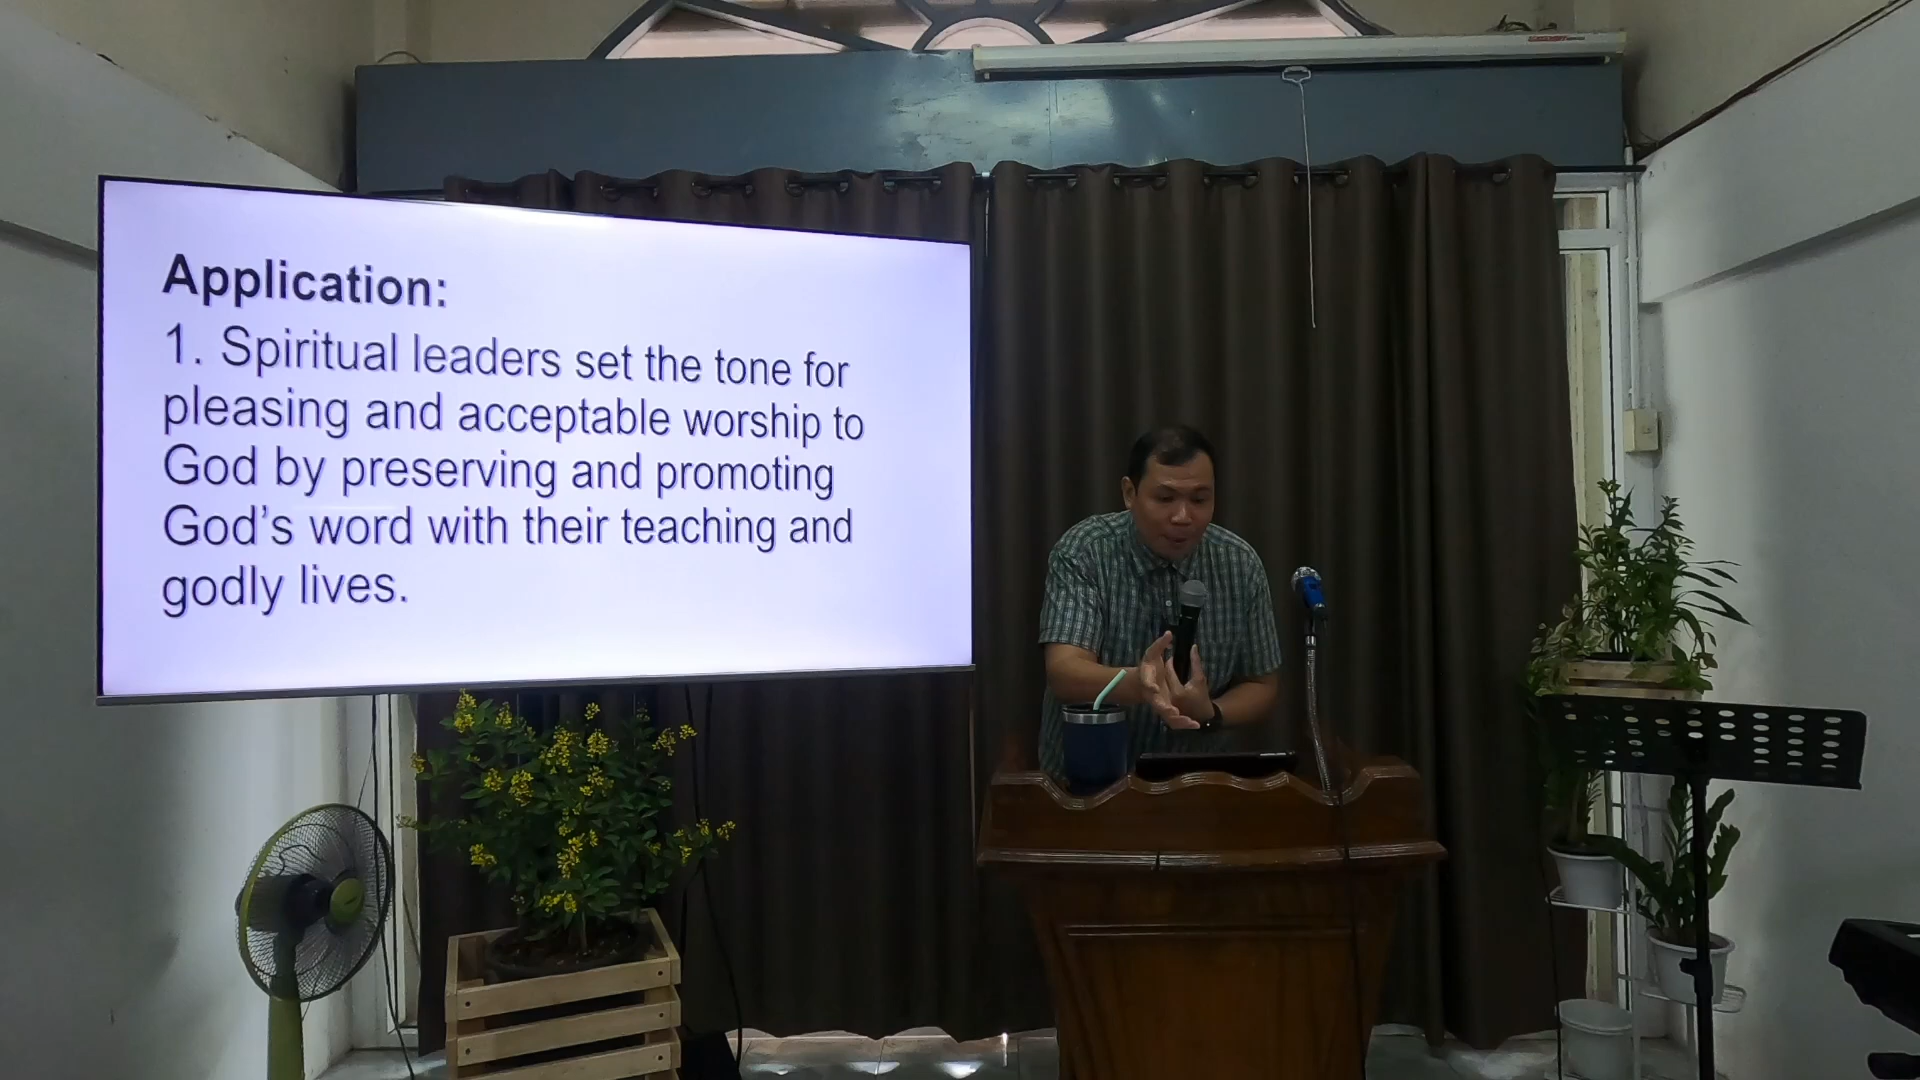 Application:
1. Spiritual leaders set the tone for
pleasing and acceptable worship to
God by preserving and promoting
God’s word with their teaching and
godly lives.